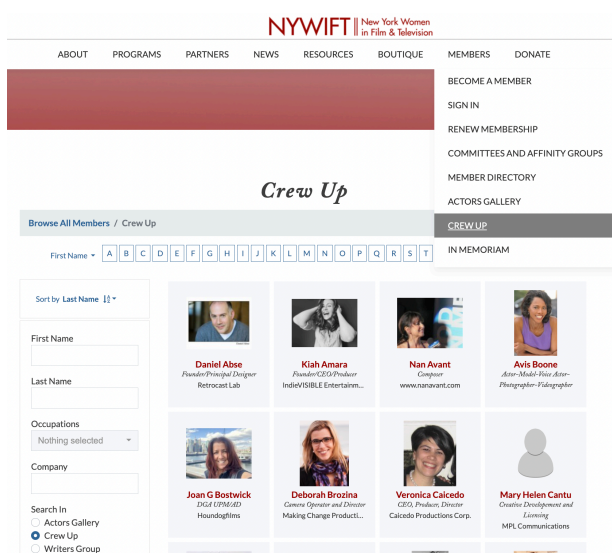 NYWIFT
New York Women
in Film & Television
ABOUT PROGRAMS PARTNERS NEWS RESOURCES BOUTIQUE MEMBERS DONATE
BECOME A MEMBER
SIGN IN
RENEW MEMBERSHIP
COMMITTEES AND AFFINITY GROUPS
MEMBER DIRECTORY
ACTORS GALLERY
CREW UP
IN MEMORIAM
Crew Up
Browse All Members / Crew Up
First Name A B C D E F G H I J K L M N O P Q R S T
Sort by Last Name
First Name
Last Name
Occupations
Nothing selected
Company
Search In
Actors Gallery
Crew Up
Writers Group
Daniel Abse
Founder/Principal Designer
Retrocast Lab
Kiah Amara
Founder/CEO/Producer
IndieVISIBLE Entertainm...
Nan Avant
Composer
www.nanavant.com
Avis Boone
Actor-Model-Voice Actor-
Photographer-Videographer
Joan G Bostwick
DGA UPM/AD
Houndogfilms
Deborah Brozina
Camera Operator and Director
Making Change Producti...
Veronica Caicedo
CEO, Producer, Director
Caicedo Productions Corp.
Mary Helen Cantu
Creative Developement and
Licensing
MPL Communications